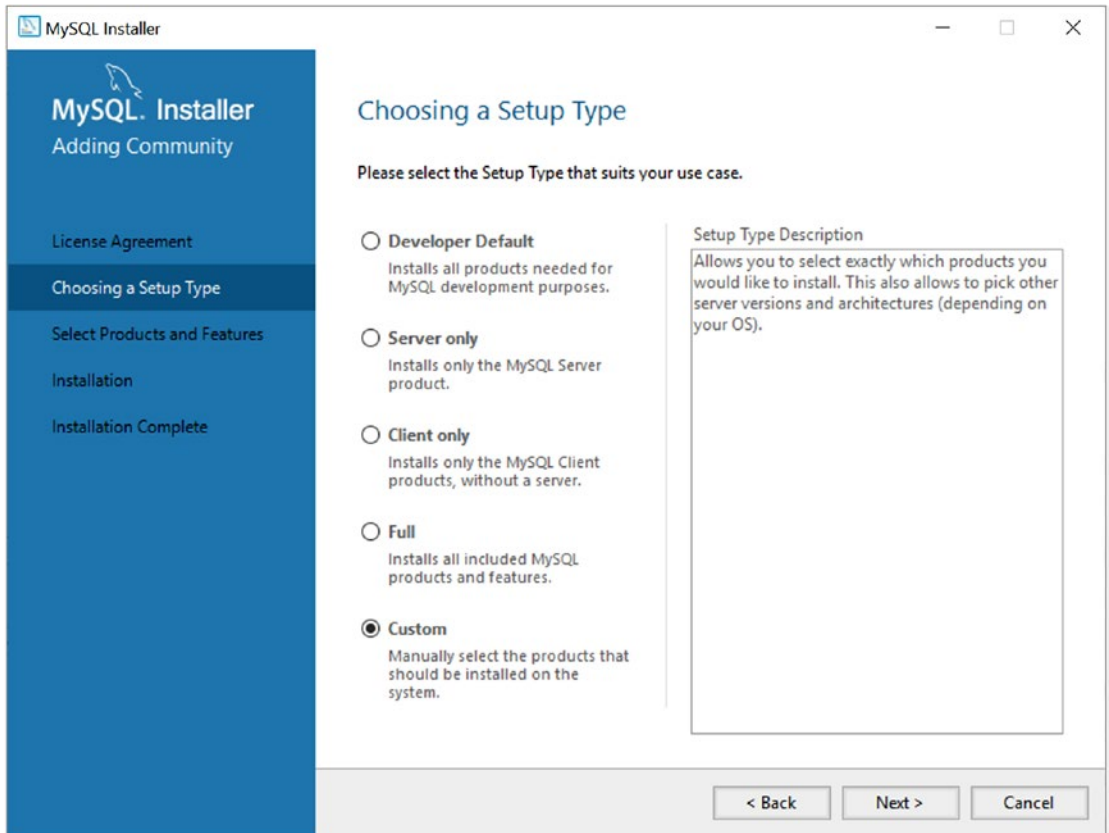 MySQL Installer
MySQL. Installer
Adding Community
License Agreement
Choosing a Setup Type
Select Products and Features
Installation
Installation Complete
Choosing a Setup Type
Please select the Setup Type that suits your use case.
Developer Default
Installs all products needed for
MySQL development purposes.
Server only
Installs only the MySQL Server
product.
Client only
Installs only the MySQL Client
products, without a server.
Full
Installs all included MySQL
products and features.
Custom
Manually select the products that
should be installed on the
system.
Setup Type Description
Allows you to select exactly which products you
would like to install. This also allows to pick other
server versions and architectures (depending on
your OS).
< Back
Next >
Cancel